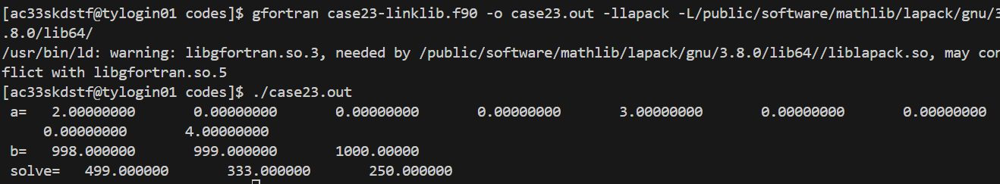 [ac33skdstf@tylogin01 codes]$ gfortran case23-linklib.f90 -o case23.out -llapack -L/public/software/mathlib/lapack/gnu/3
.8.0/lib64/
/usr/bin/ld: warning: libgfortran.so.3, needed by /public/software/mathlib/lapack/gnu/3.8.0/lib64//liblapack.so, may con
flict with libgfortran.so.5
[ac33skdstf@tylogin01 codes]$ ./case23.out
a= 2.00000000 0.00000000 0.00000000 0.00000000 3.00000000 0.00000000 0.00000000
0.00000000 4.00000000
b= 998.000000 999.000000 1000.00000
solve= 499.000000 333.000000 250.000000